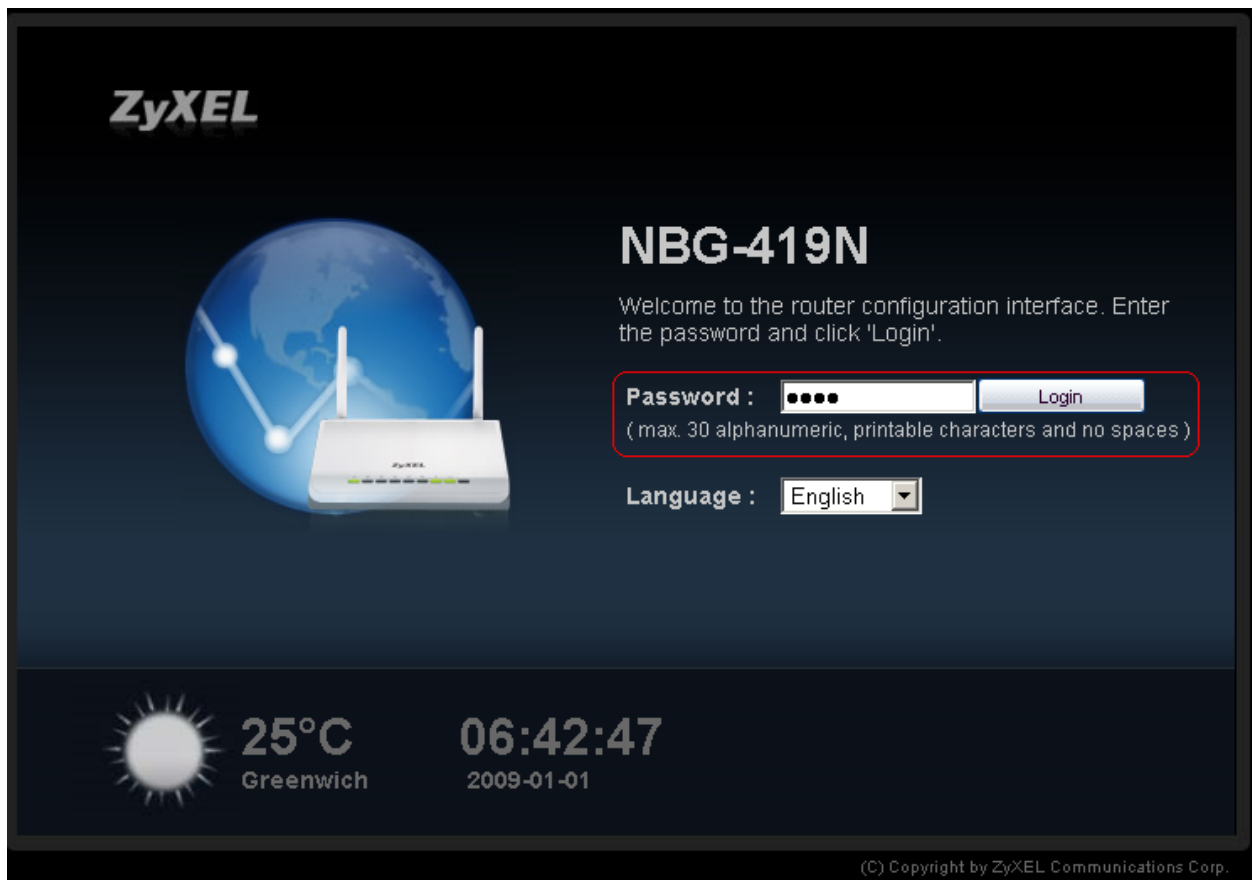 ZyXEL
NBG-419N
Welcome to the router configuration interface. Enter
the password and click 'Login'.
Password : •••• Login
( max. 30 alphanumeric, printable characters and no spaces )
ZyXEL
Language : English
25°C 06:42:47
Greenwich 2009-01-01
(C) Copyright by ZyXEL Communications Corp.